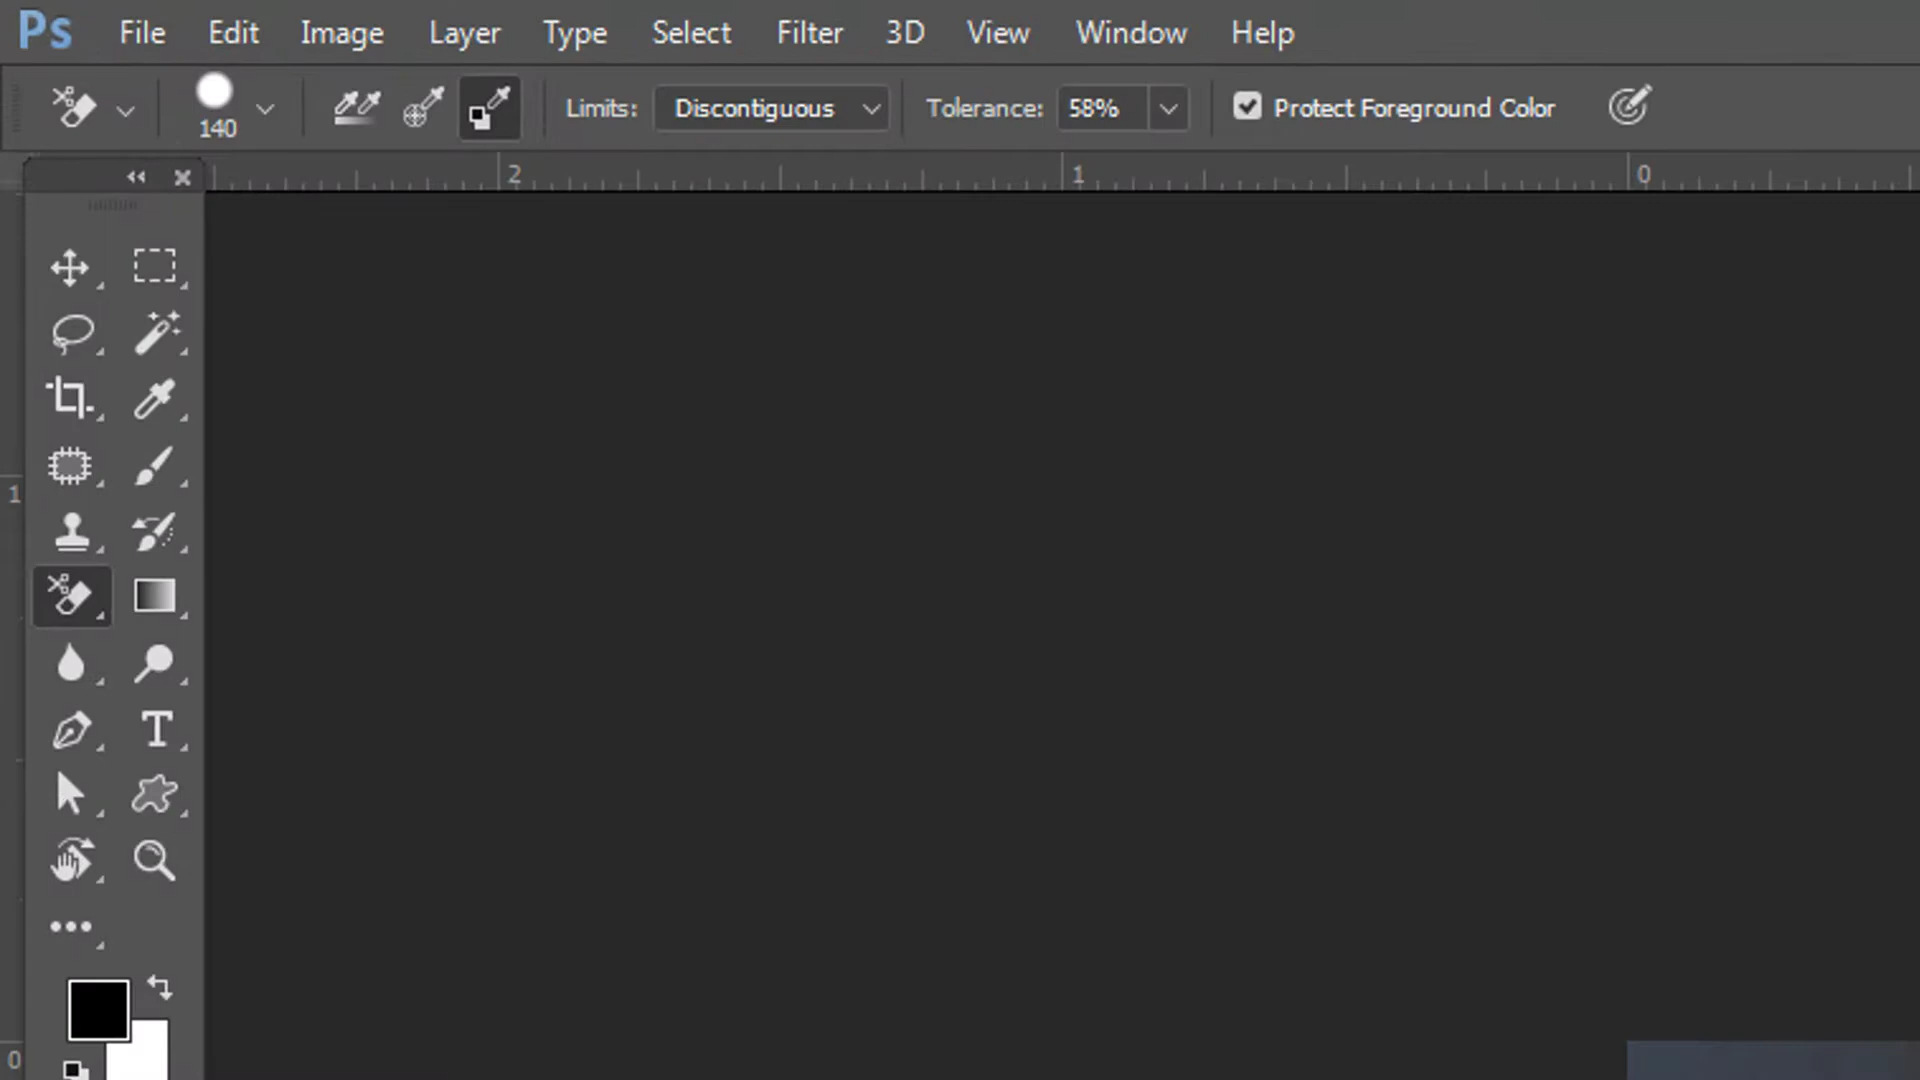 Ps File Edit Image Layer Type Select Filter 3D View Window Help
140 Limits: Discontiguous Tolerance: 58% Protect Foreground Color
2 1 0
1
T
0